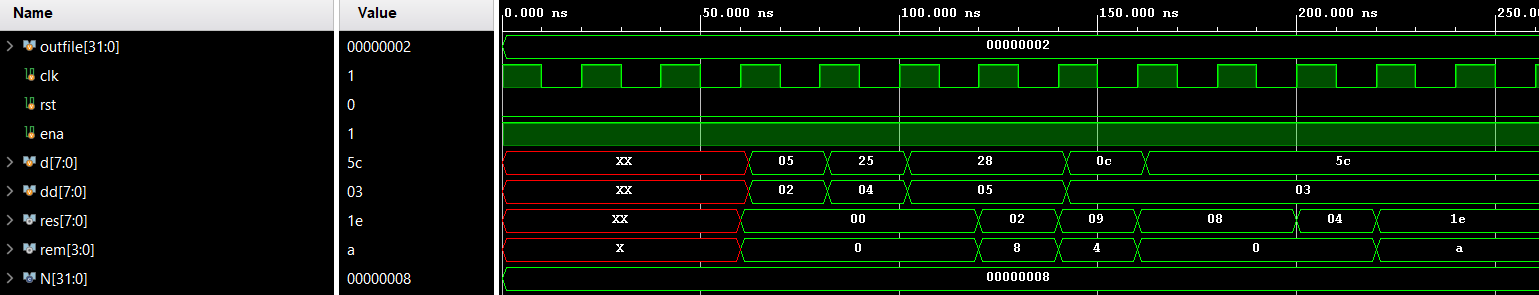 Name Value 0.000 ns 50.000 ns 100.000 ns 150.000 ns 200.000 ns 250.0
outfile[31:0] 00000002 00000002
clk 1
rst 0
ena 1
d[7:0] 5c XX 05 25 28 0c 5c
dd[7:0] 03 XX 02 04 05 03
res[7:0] 1e XX 00 02 09 08 04 1e
rem[3:0] a X 0 8 4 0 a
N[31:0] 00000008 00000008